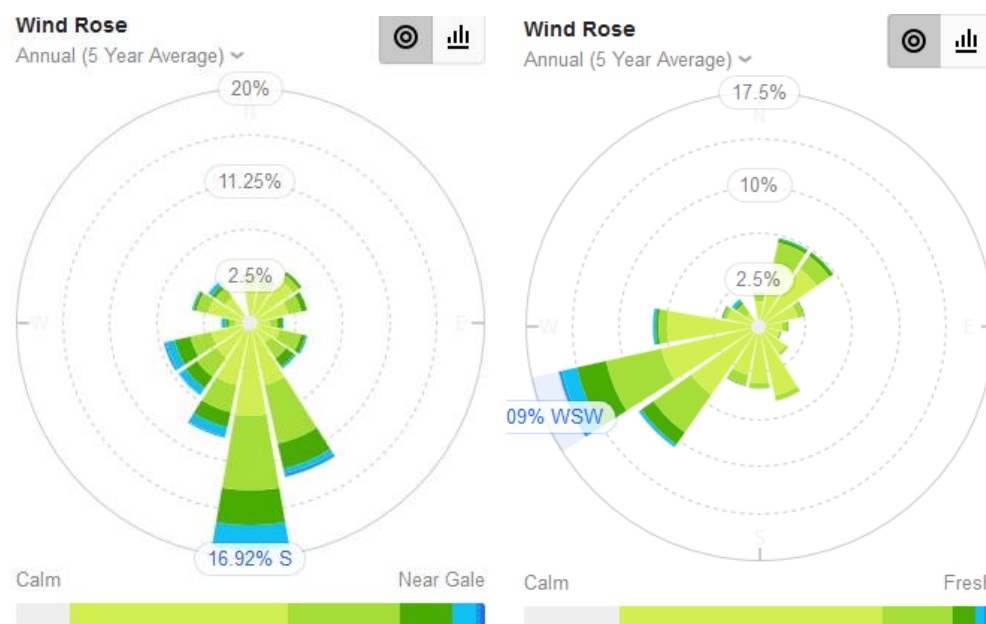 Wind Rose
Annual (5 Year Average)
20%
N
11.25%
2.5%
W
E
16.92% S
Calm
Near Gale
Wind Rose
Annual (5 Year Average)
17.5%
N
10%
2.5%
W
E
09% WSW
S
Calm
Fresh